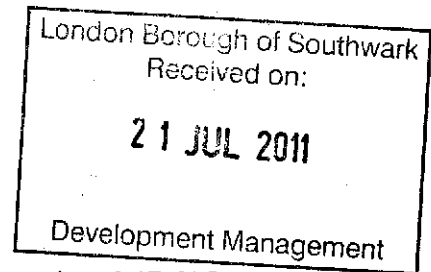 London Borough of Southwark
Received on:
21 JUL 2011
Development Management